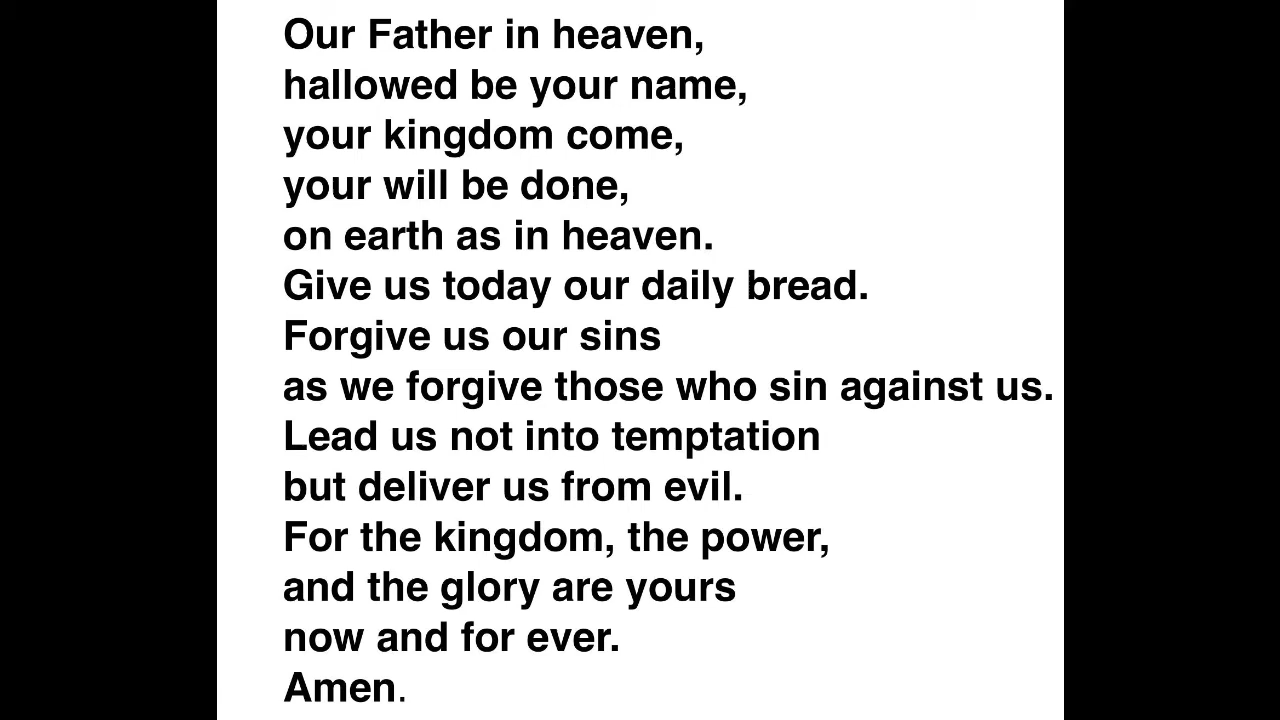 Our Father in heaven,
hallowed be your name,
your kingdom come,
your will be done,
on earth as in heaven.
Give us today our daily bread.
Forgive us our sins
as we forgive those who sin against us.
Lead us not into temptation
but deliver us from evil.
For the kingdom, the power,
and the glory are yours
now and for ever.
Amen.